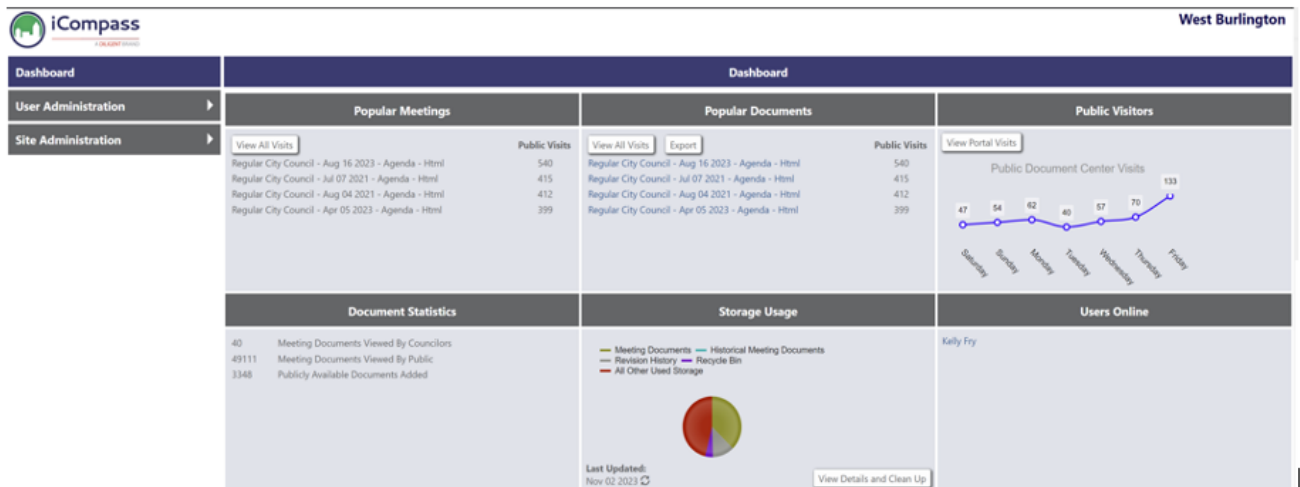 iCompass
A DILIGENT BRAND
West Burlington
Dashboard
User Administration
Site Administration
Dashboard
Popular Meetings
View All Visits
Public Visits
Regular City Council - Aug 16 2023 - Agenda - Html 540
Regular City Council - Jul 07 2021 - Agenda - Html 415
Regular City Council - Aug 04 2021 - Agenda - Html 412
Regular City Council - Apr 05 2023 - Agenda - Html 399
Popular Documents
View All Visits Export
Public Visits
Regular City Council - Aug 16 2023 - Agenda - Html 540
Regular City Council - Jul 07 2021 - Agenda - Html 415
Regular City Council - Aug 04 2021 - Agenda - Html 412
Regular City Council - Apr 05 2023 - Agenda - Html 399
Public Visitors
View Portal Visits
Public Document Center Visits
47 54 62 40 57 70 133
Saturday Sunday Monday Tuesday Wednesday Thursday Friday
Document Statistics
40 Meeting Documents Viewed By Councilors
49111 Meeting Documents Viewed By Public
3348 Publicly Available Documents Added
Storage Usage
Meeting Documents Historical Meeting Documents
Revision History Recycle Bin
All Other Used Storage
Last Updated:
Nov 02 2023
View Details and Clean Up
Users Online
Kelly Fry